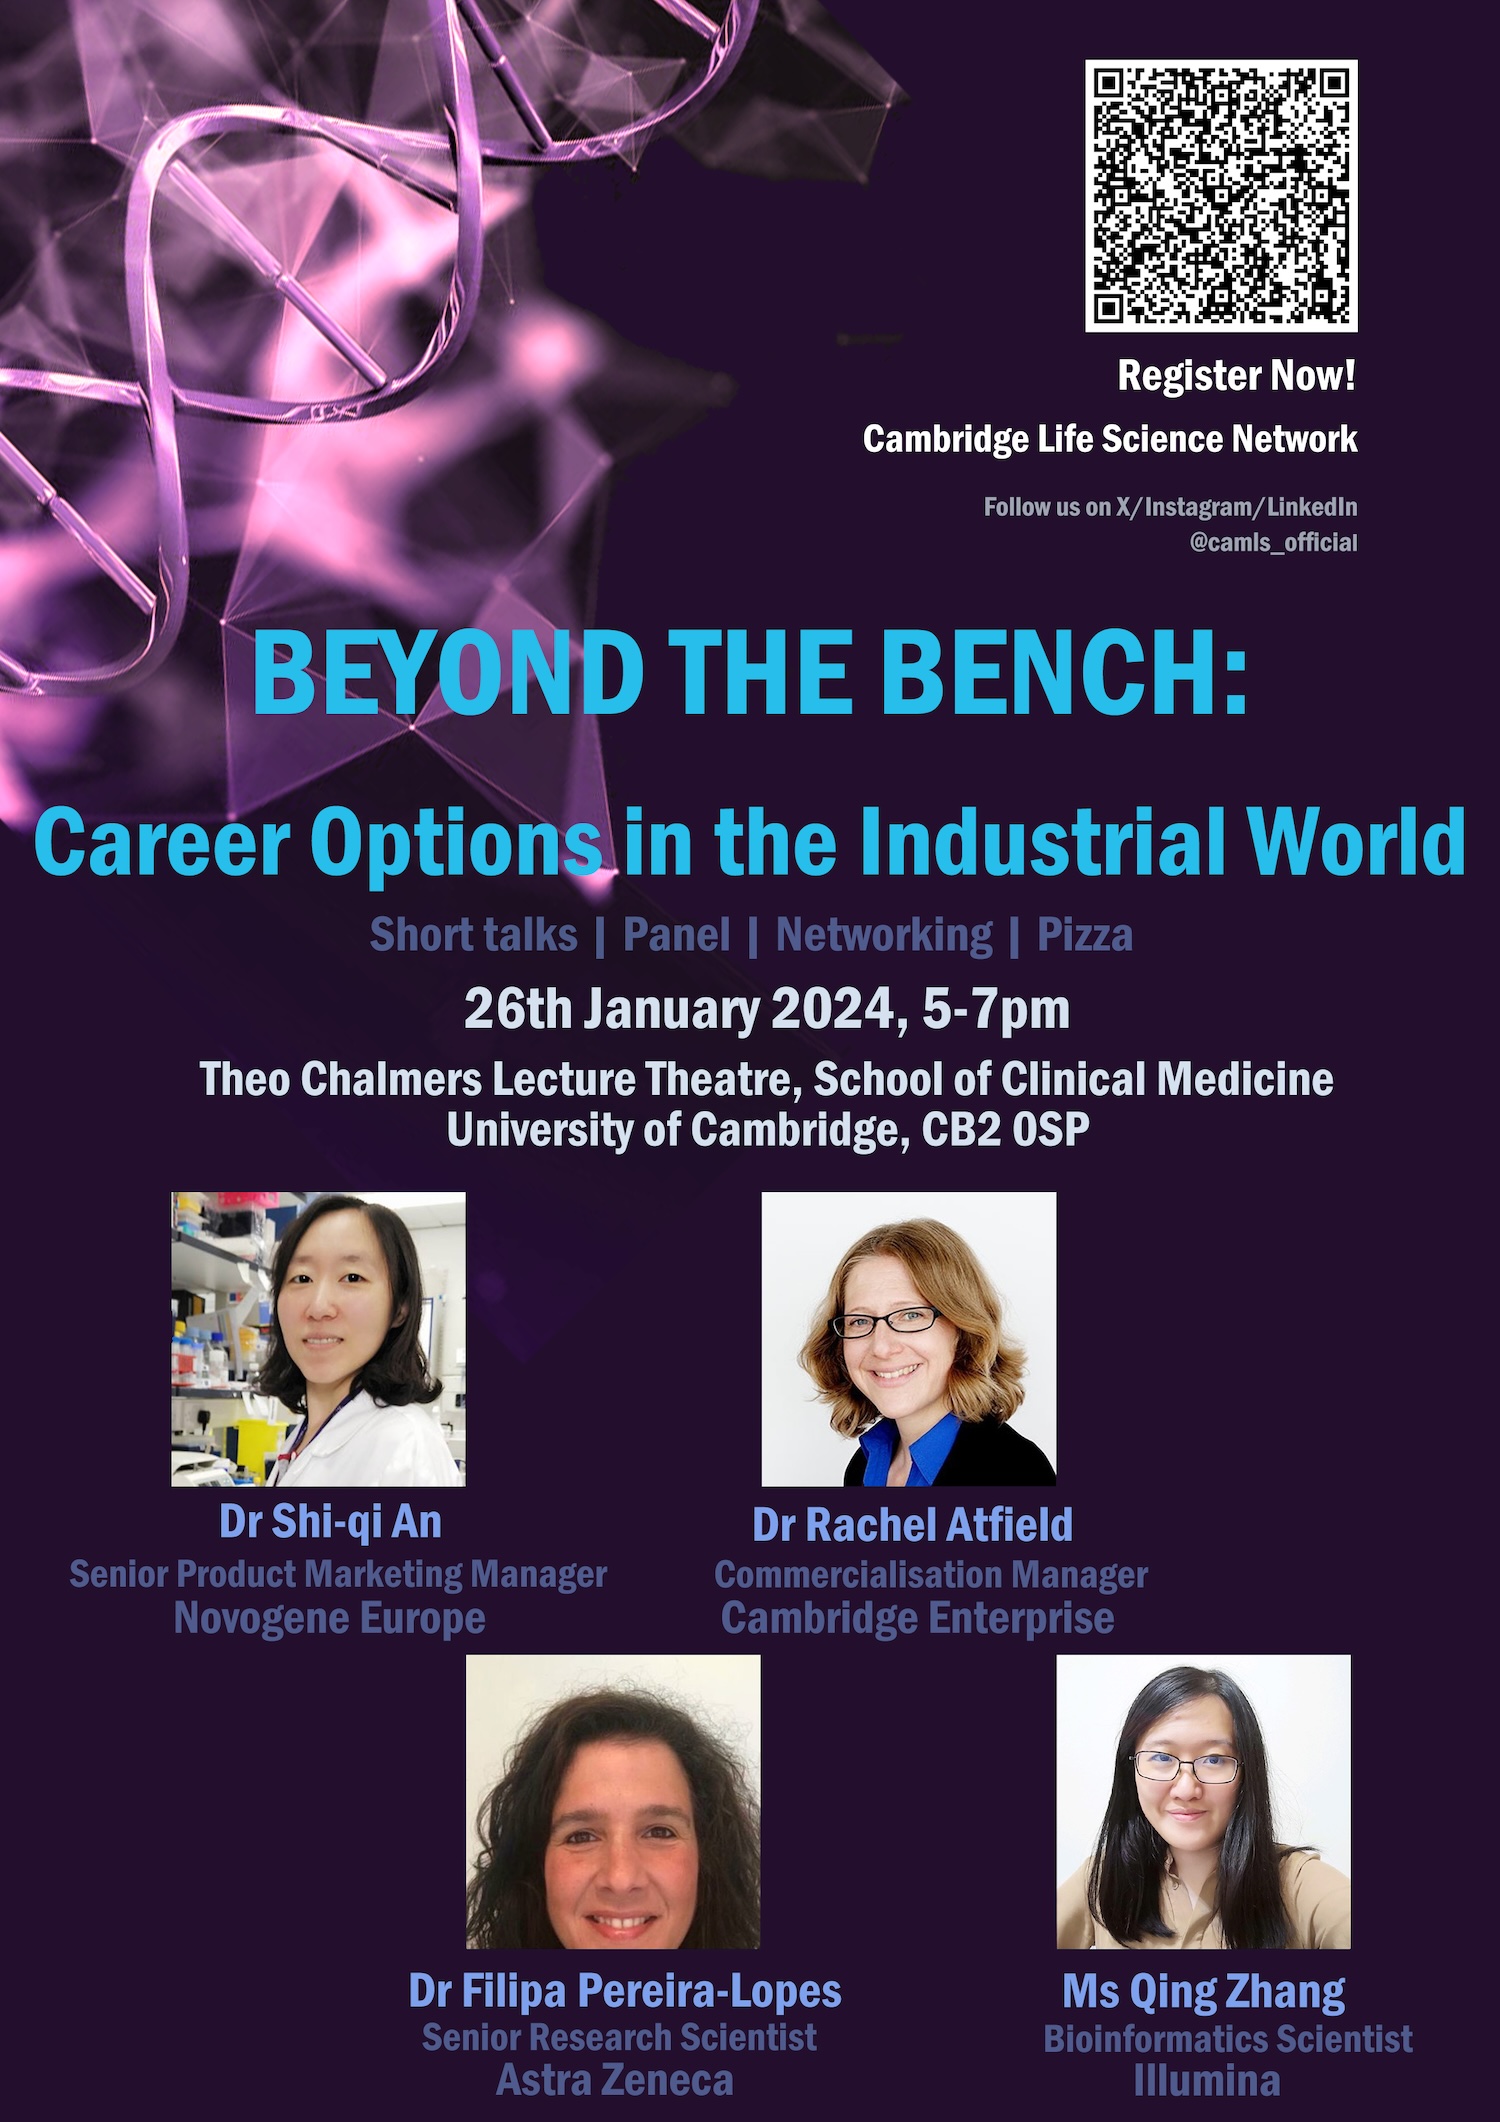 Register Now!
Cambridge Life Science Network
Follow us on X/Instagram/LinkedIn
@camls_official
BEYOND THE BENCH:
Career Options in the Industrial World
Short talks | Panel | Networking | Pizza
26th January 2024, 5-7pm
Theo Chalmers Lecture Theatre, School of Clinical Medicine
University of Cambridge, CB2 0SP
Dr Shi-qi An
Senior Product Marketing Manager
Novogene Europe
Dr Rachel Atfield
Commercialisation Manager
Cambridge Enterprise
Dr Filipa Pereira-Lopes
Senior Research Scientist
Astra Zeneca
Ms Qing Zhang
Bioinformatics Scientist
Illumina